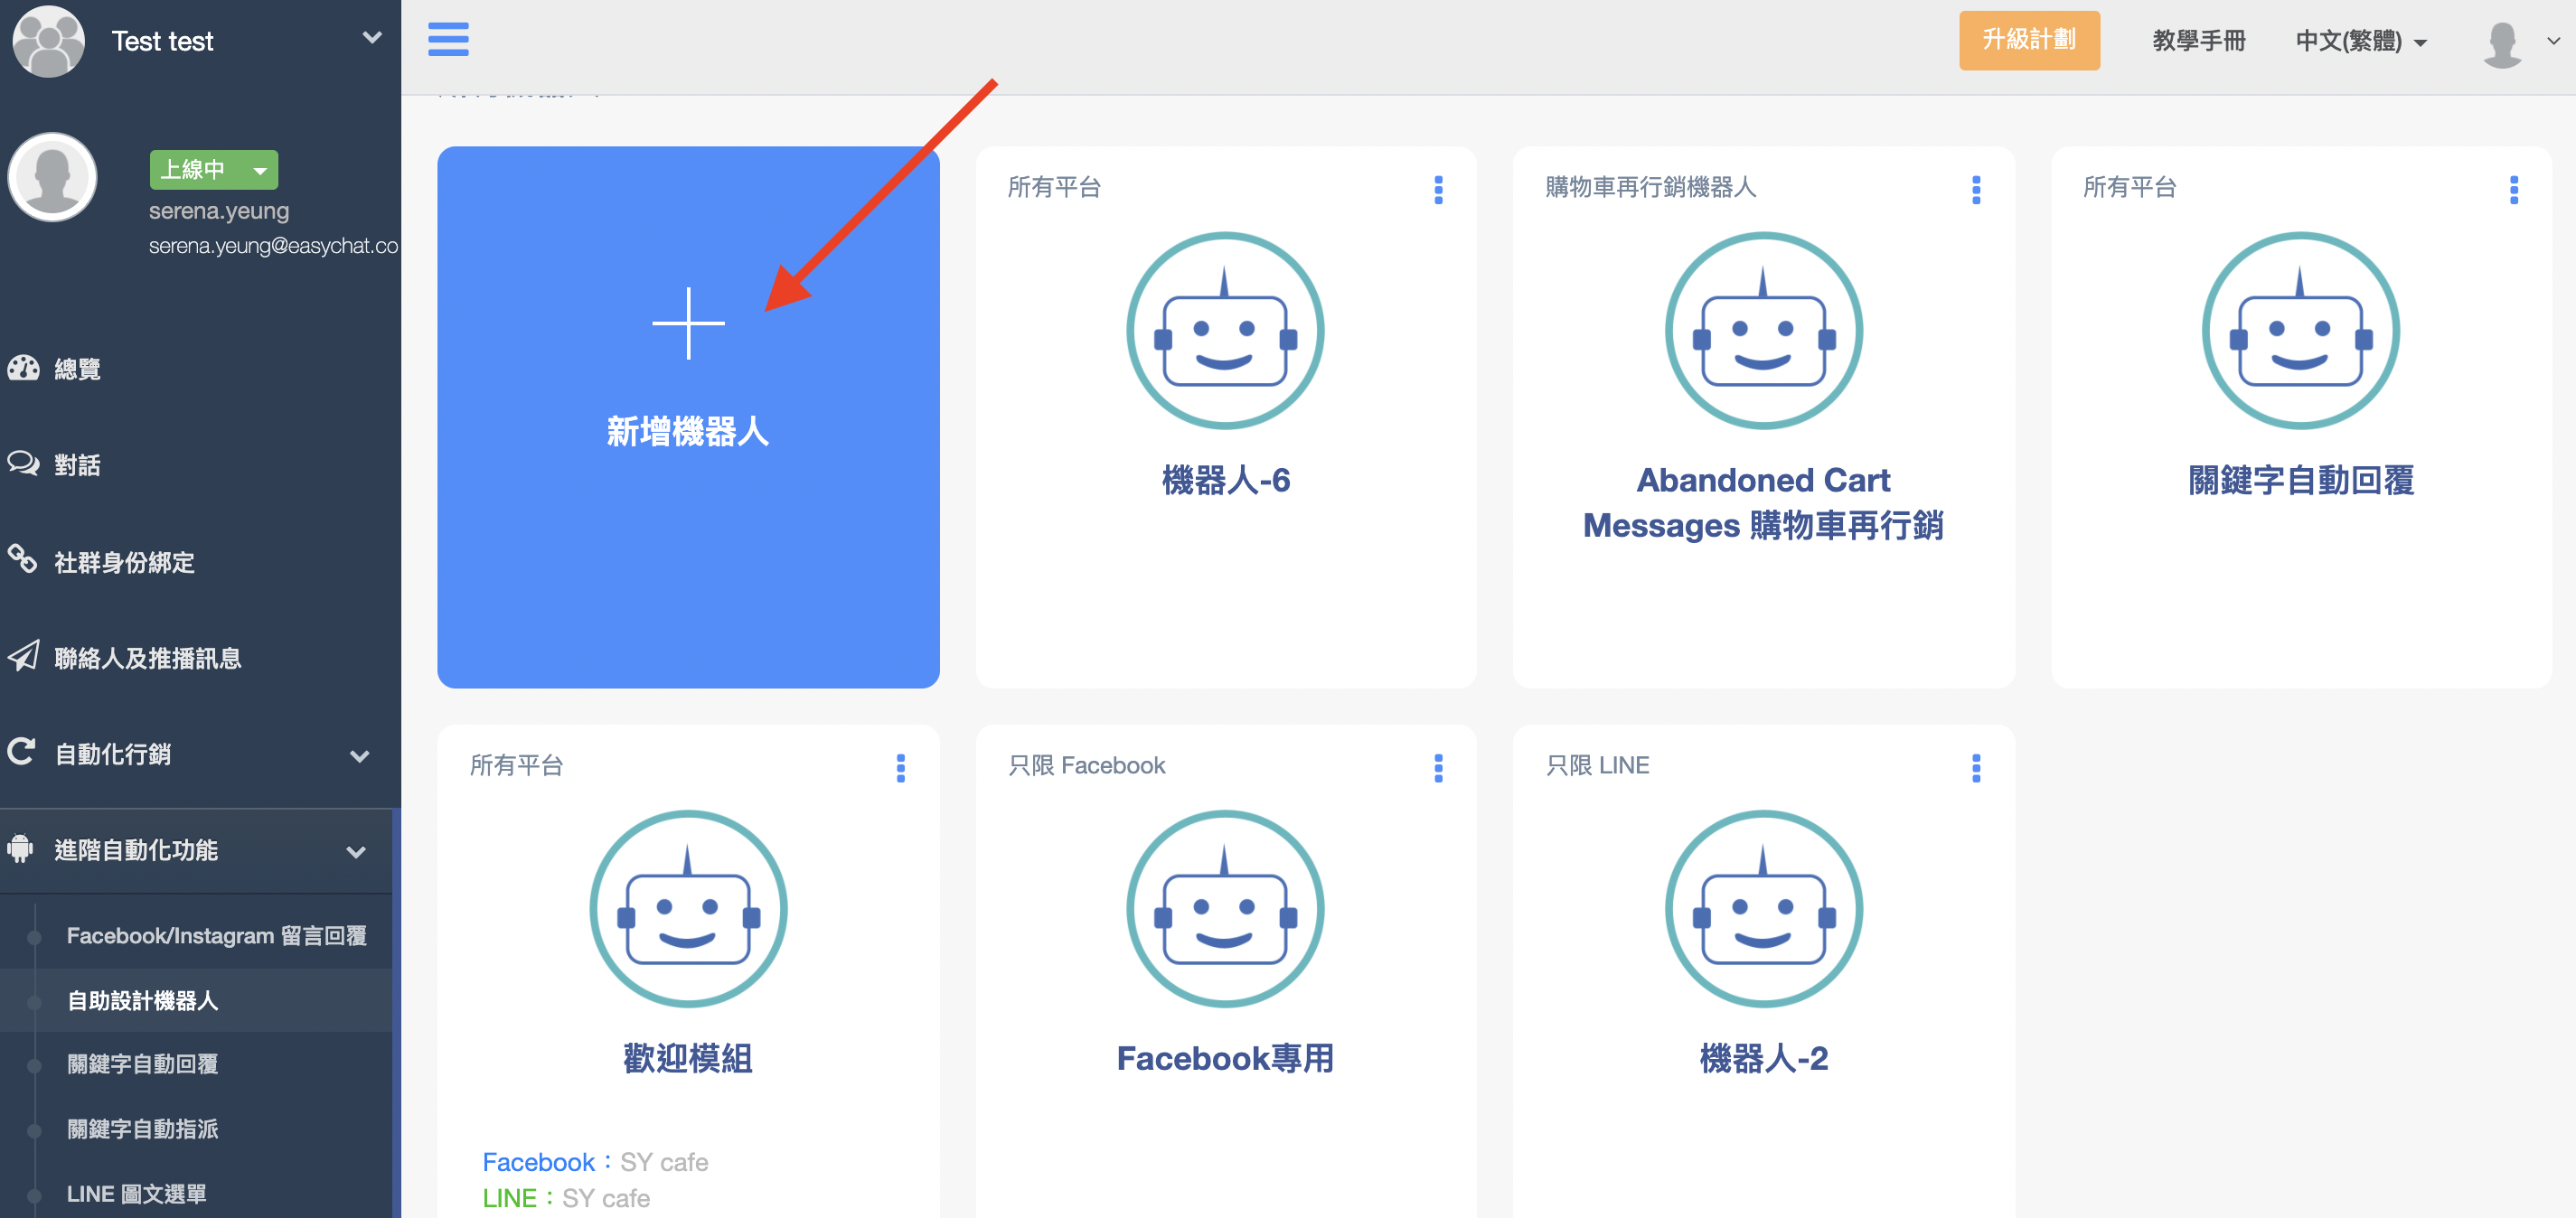 Test test
升級計劃
教學手冊
中文(繁體)
上線中
serena.yeung
serena.yeung@easychat.co
總覽
對話
社群身份綁定
聯絡人及推播訊息
自動化行銷
進階自動化功能
Facebook/Instagram 留言回覆
自助設計機器人
關鍵字自動回覆
關鍵字自動指派
LINE 圖文選單
新增機器人
所有平台
機器人-6
購物車再行銷機器人
Abandoned Cart
Messages 購物車再行銷
所有平台
關鍵字自動回覆
所有平台
歡迎模組
Facebook：SY cafe
LINE：SY cafe
只限 Facebook
Facebook專用
只限 LINE
機器人-2